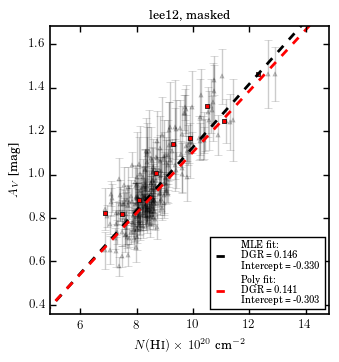 lee12, masked
1.6
1.4
1.2
1.0
0.8
0.6
0.4
A_V [mag]
MLE fit:
DGR = 0.146
Intercept = -0.330
Poly fit:
DGR = 0.141
Intercept = -0.303
6 8 10 12 14
N(HI) × 10^20 cm^−2